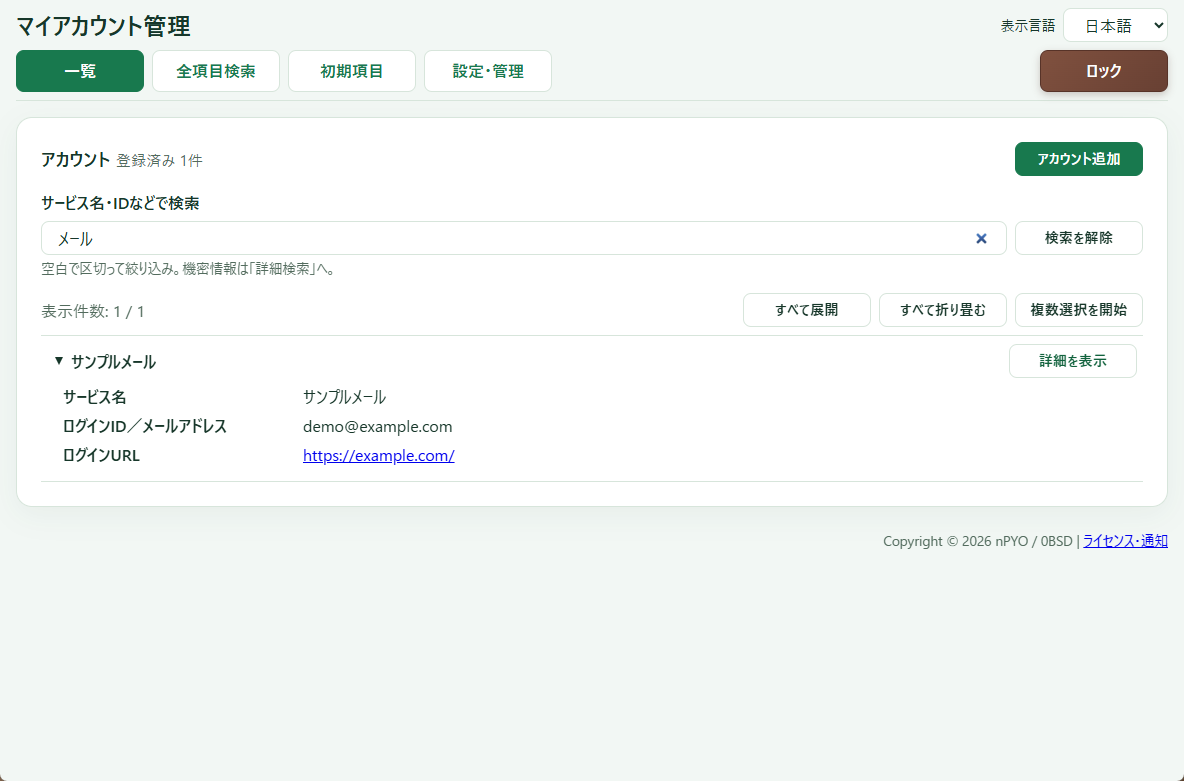 マイアカウント管理
表示言語 日本語
一覧 全項目検索 初期項目 設定・管理 ロック
アカウント 登録済み 1件 アカウント追加
サービス名・IDなどで検索
メール 検索を解除
空白で区切って絞り込み。機密情報は「詳細検索」へ。
表示件数: 1 / 1 すべて展開 すべて折り畳む 複数選択を開始
▼ サンプルメール 詳細を表示
サービス名 サンプルメール
ログインID／メールアドレス demo@example.com
ログインURL https://example.com/
Copyright © 2026 nPYO / 0BSD | ライセンス・通知